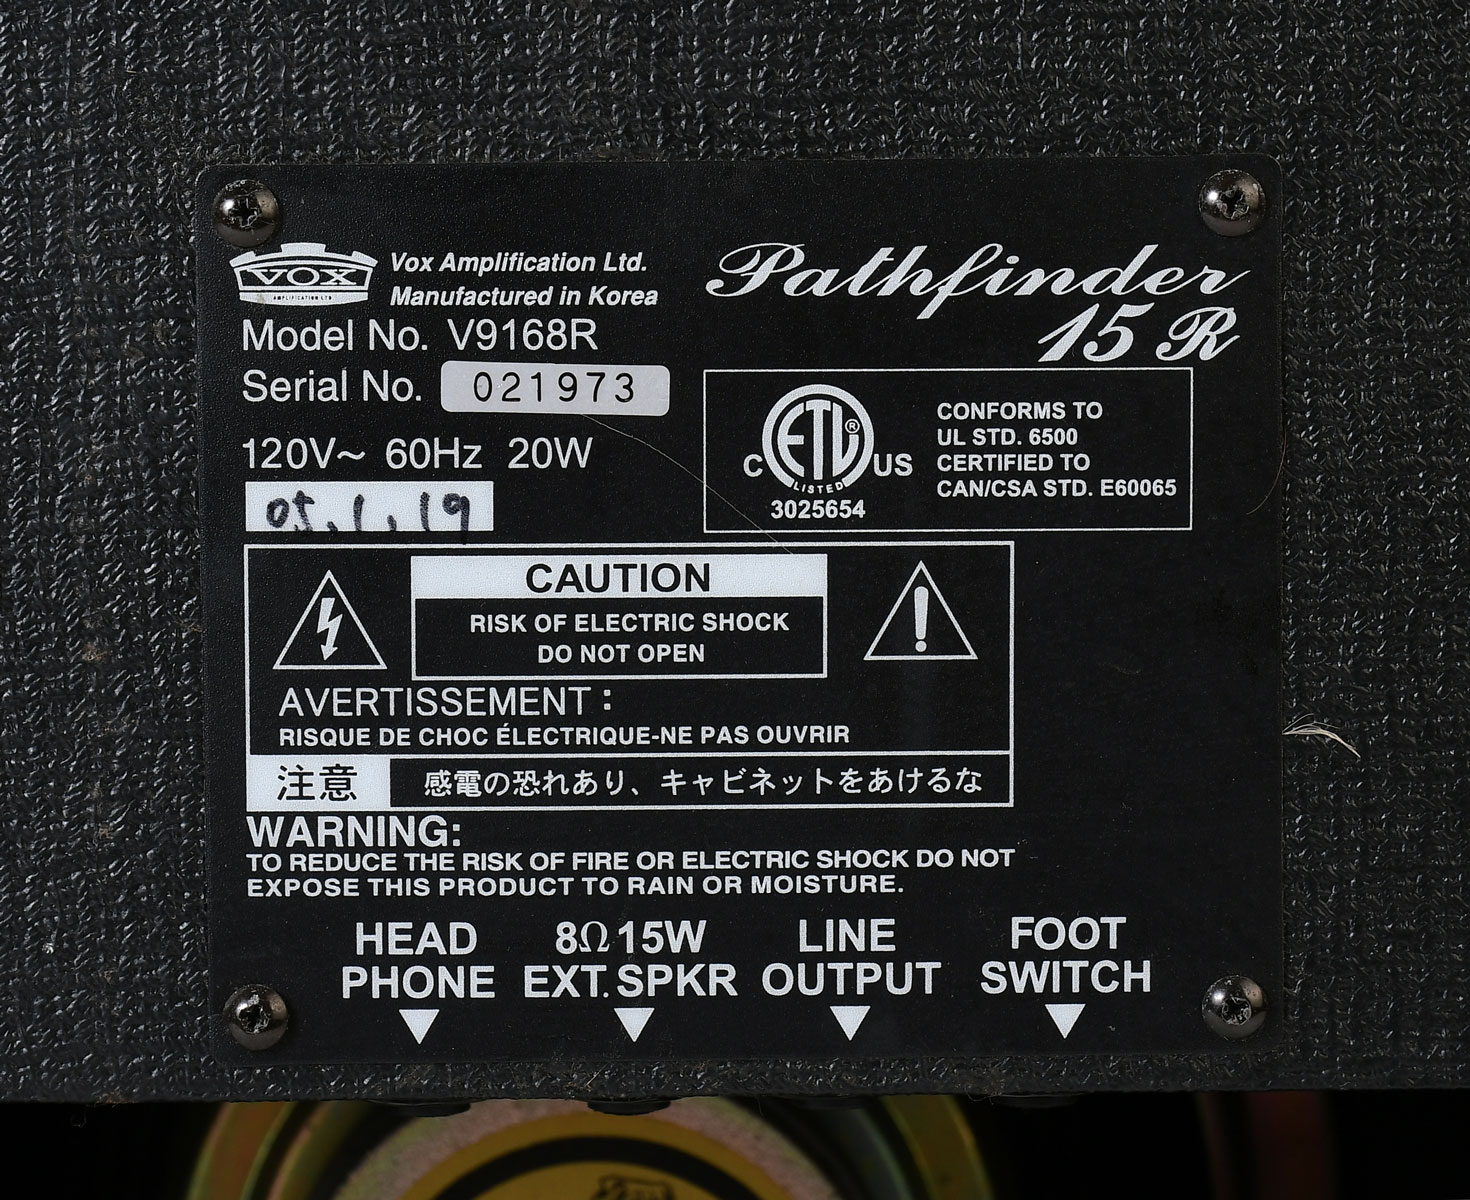 VOX
AMPLIFICATION LTD
Vox Amplification Ltd.
Manufactured in Korea
Pathfinder
15 R
Model No. V9168R
Serial No. 021973
120V~ 60Hz 20W
05.1.19
C ETL ® US
LISTED
3025654
CONFORMS TO
UL STD. 6500
CERTIFIED TO
CAN/CSA STD. E60065
CAUTION
RISK OF ELECTRIC SHOCK
DO NOT OPEN
AVERTISSEMENT :
RISQUE DE CHOC ÉLECTRIQUE-NE PAS OUVRIR
注意 感電の恐れあり、キャビネットをあけるな
WARNING:
TO REDUCE THE RISK OF FIRE OR ELECTRIC SHOCK DO NOT
EXPOSE THIS PRODUCT TO RAIN OR MOISTURE.
HEAD
PHONE
8Ω 15W
EXT. SPKR
LINE
OUTPUT
FOOT
SWITCH